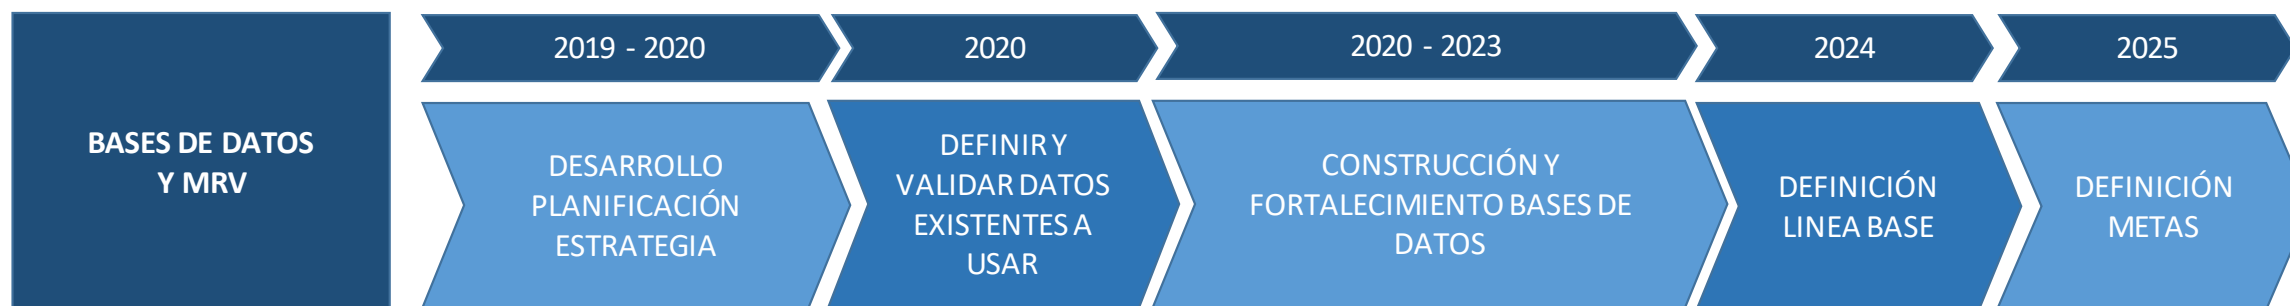 BASES DE DATOS
Y MRV
2019 - 2020
2020
2020 - 2023
2024
2025
DESARROLLO
PLANIFICACIÓN
ESTRATEGIA
DEFINIR Y
VALIDAR DATOS
EXISTENTES A
USAR
CONSTRUCCIÓN Y
FORTALECIMIENTO BASES DE
DATOS
DEFINICIÓN
LINEA BASE
DEFINICIÓN
METAS